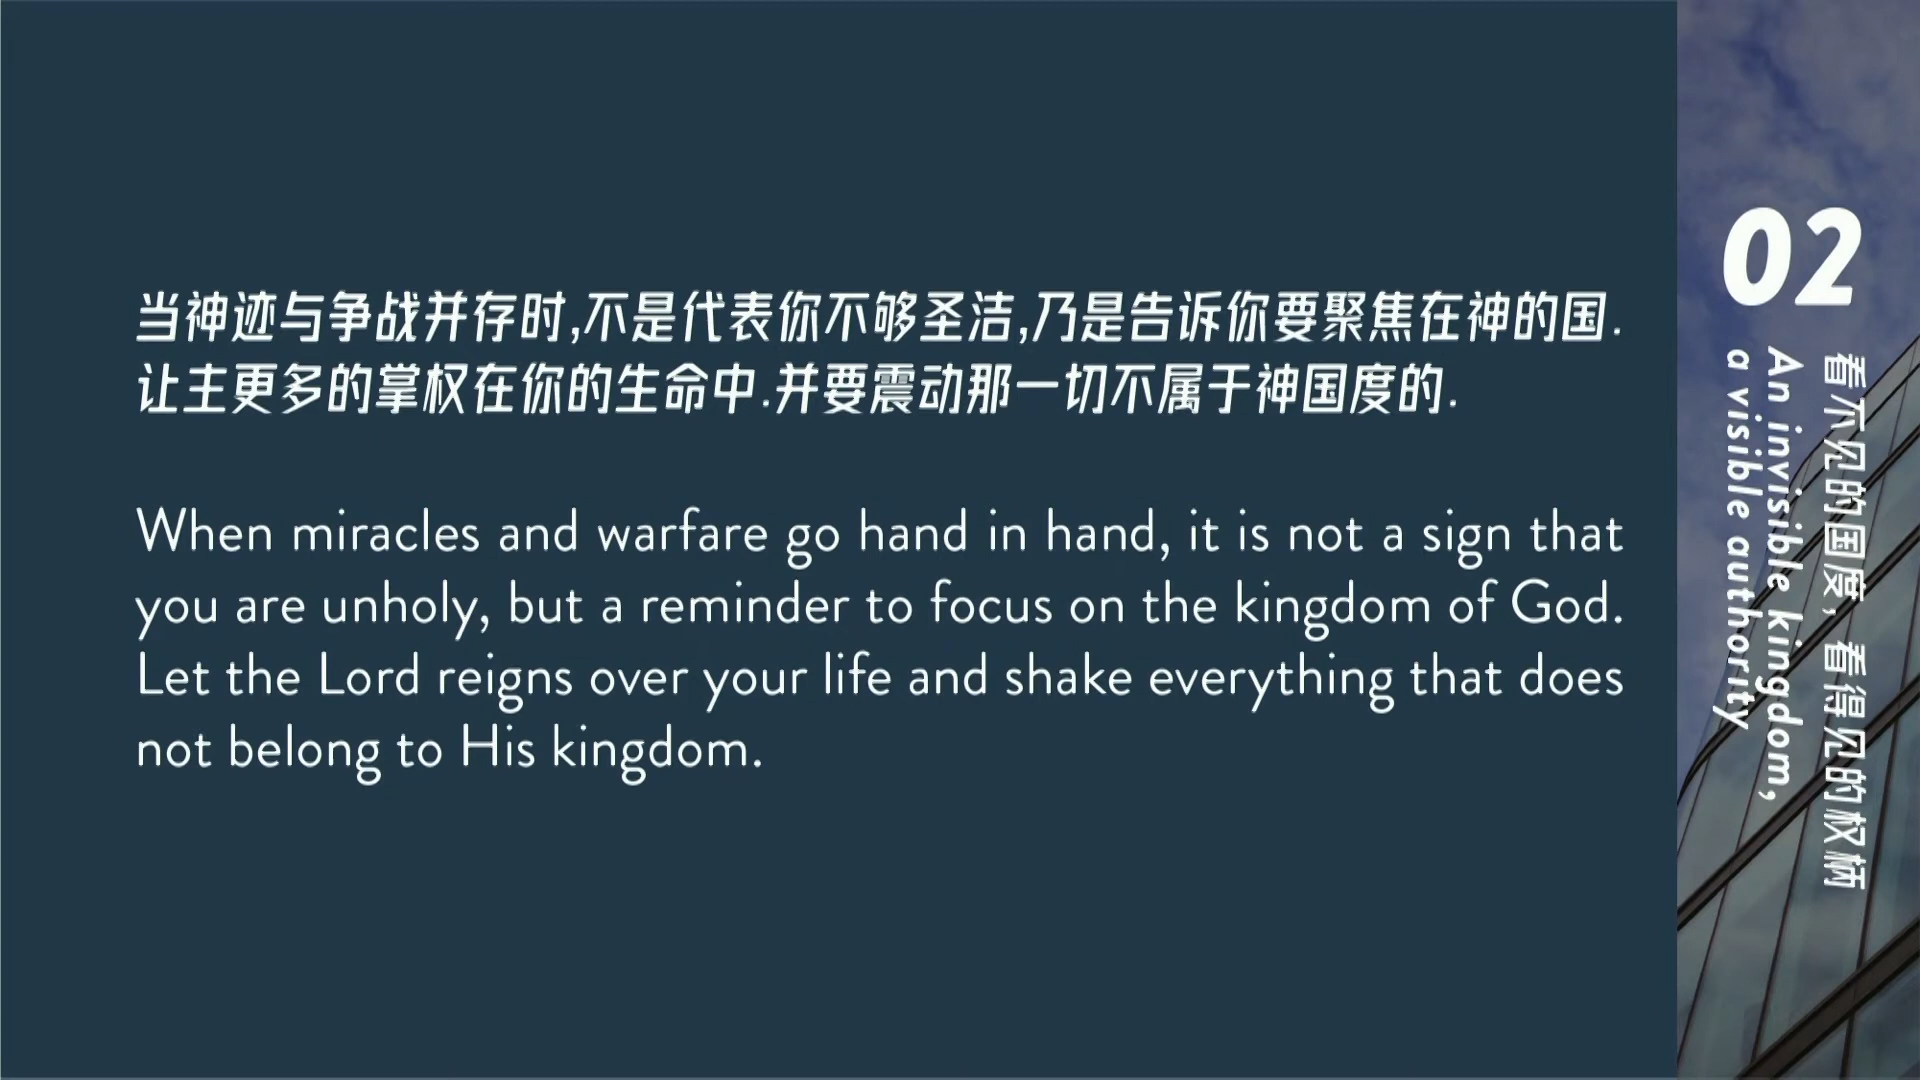 当神迹与争战并存时,不是代表你不够圣洁,乃是告诉你要聚焦在神的国.
让主更多的掌权在你的生命中.并要震动那一切不属于神国度的.
When miracles and warfare go hand in hand, it is not a sign that
you are unholy, but a reminder to focus on the kingdom of God.
Let the Lord reigns over your life and shake everything that does
not belong to His kingdom.
02
看不见的国度, 看得见的权柄
An invisible kingdom,
a visible authority